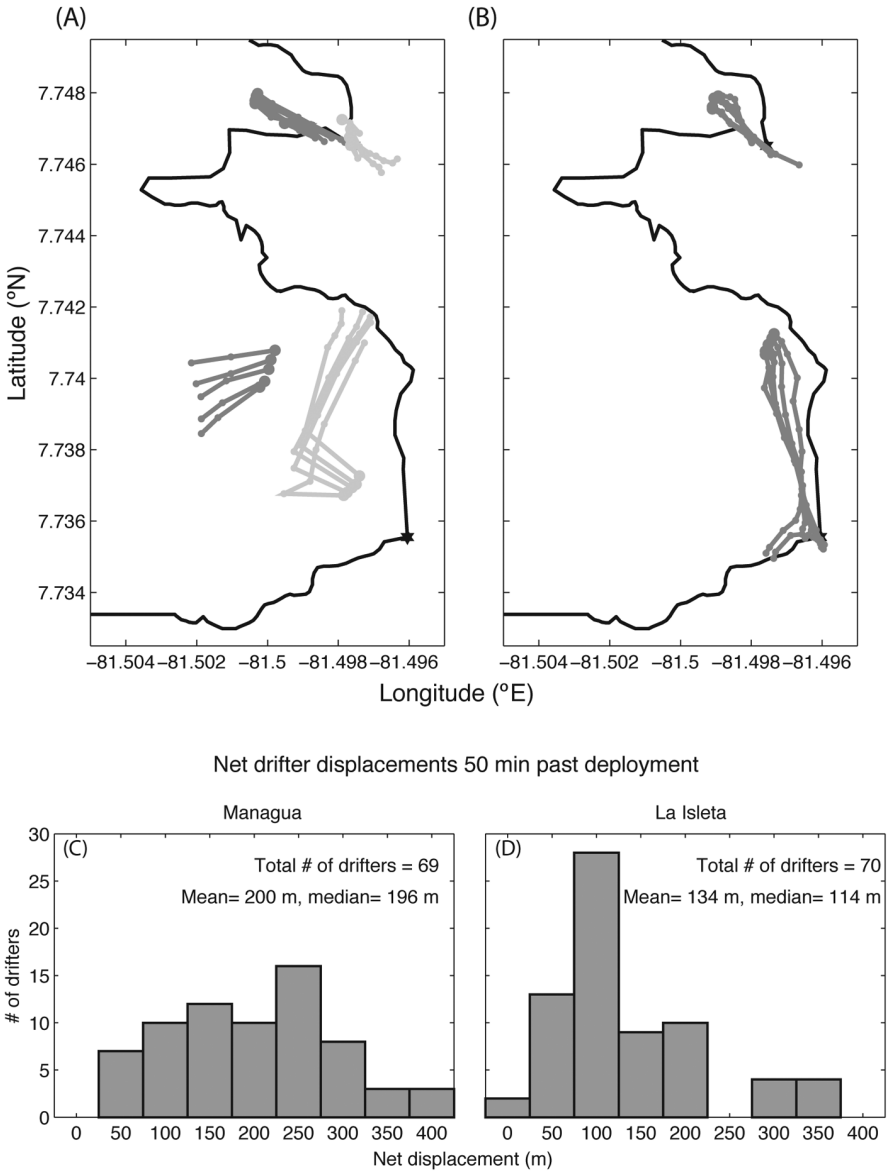 (A)
(B)
7.748
7.746
7.744
7.742
7.74
7.738
7.736
7.734
Latitude (ºN)
−81.504 −81.502 −81.5 −81.498 −81.496
−81.504 −81.502 −81.5 −81.498 −81.496
Longitude (ºE)
Net drifter displacements 50 min past deployment
Managua
La Isleta
(C)
Total # of drifters = 69
Mean= 200 m, median= 196 m
(D)
Total # of drifters = 70
Mean= 134 m, median= 114 m
30
25
20
15
10
5
0
# of drifters
0 50 100 150 200 250 300 350 400
0 50 100 150 200 250 300 350 400
Net displacement (m)